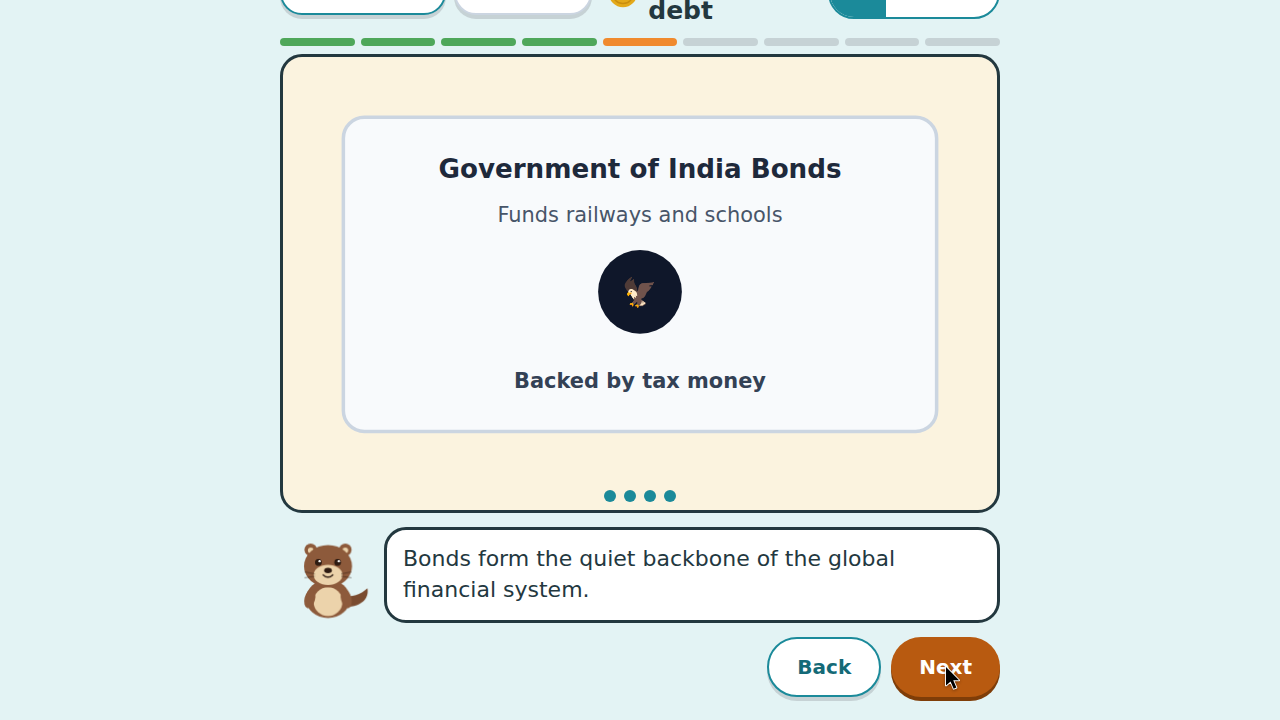 debt
Government of India Bonds
Funds railways and schools
Backed by tax money
Bonds form the quiet backbone of the global
financial system.
Back
Next